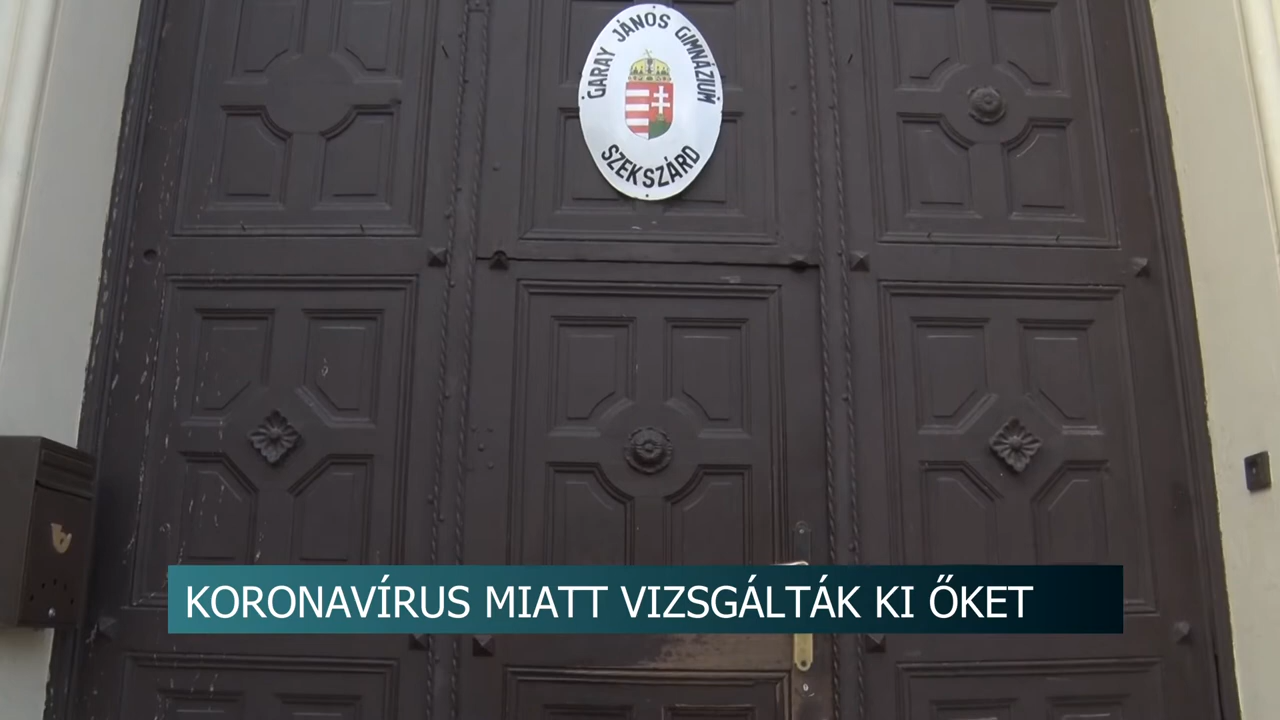 GARAY JÁNOS GIMNÁZIUM
SZEKSZÁRD
KORONAVÍRUS MIATT VIZSGÁLTÁK KI ŐKET